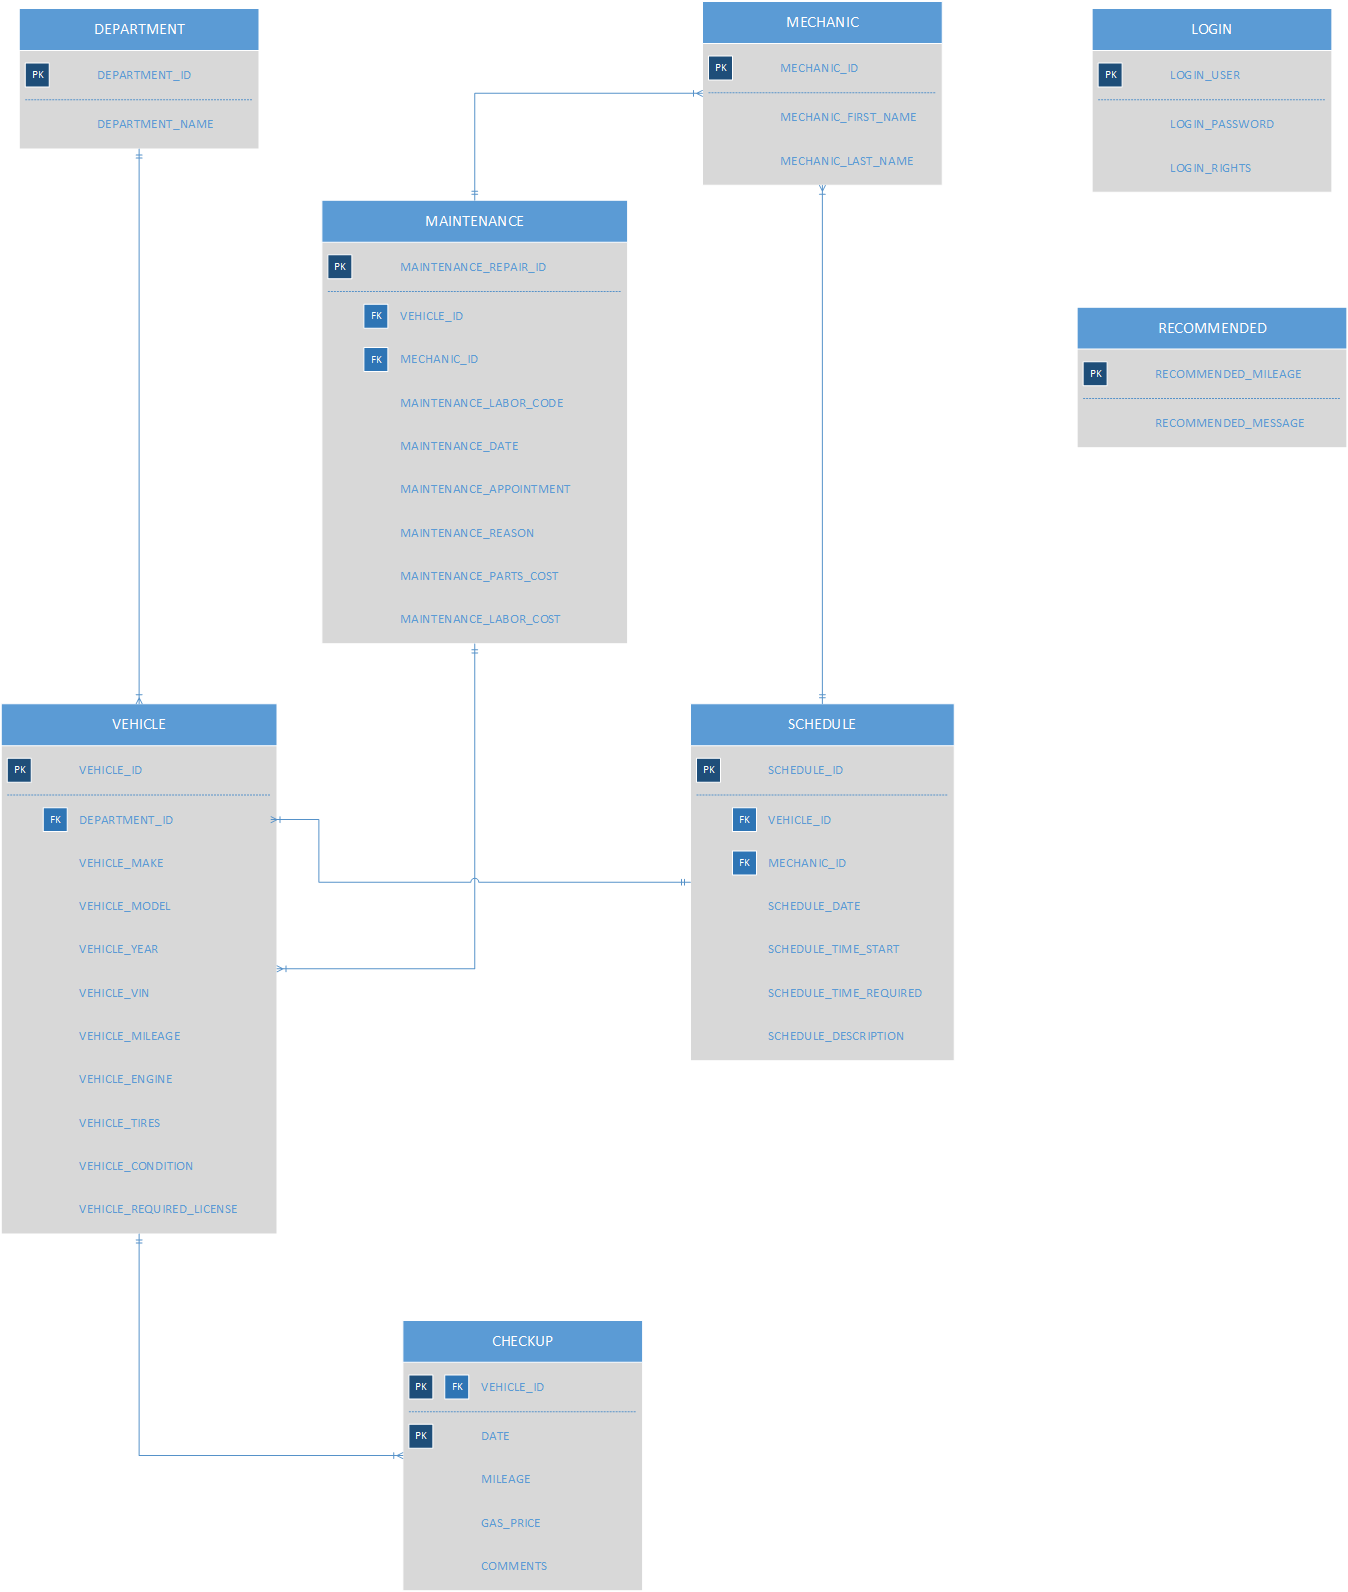 DEPARTMENT
PK DEPARTMENT_ID
DEPARTMENT_NAME
MECHANIC
PK MECHANIC_ID
MECHANIC_FIRST_NAME
MECHANIC_LAST_NAME
LOGIN
PK LOGIN_USER
LOGIN_PASSWORD
LOGIN_RIGHTS
MAINTENANCE
PK MAINTENANCE_REPAIR_ID
FK VEHICLE_ID
FK MECHANIC_ID
MAINTENANCE_LABOR_CODE
MAINTENANCE_DATE
MAINTENANCE_APPOINTMENT
MAINTENANCE_REASON
MAINTENANCE_PARTS_COST
MAINTENANCE_LABOR_COST
RECOMMENDED
PK RECOMMENDED_MILEAGE
RECOMMENDED_MESSAGE
VEHICLE
PK VEHICLE_ID
FK DEPARTMENT_ID
VEHICLE_MAKE
VEHICLE_MODEL
VEHICLE_YEAR
VEHICLE_VIN
VEHICLE_MILEAGE
VEHICLE_ENGINE
VEHICLE_TIRES
VEHICLE_CONDITION
VEHICLE_REQUIRED_LICENSE
SCHEDULE
PK SCHEDULE_ID
FK VEHICLE_ID
FK MECHANIC_ID
SCHEDULE_DATE
SCHEDULE_TIME_START
SCHEDULE_TIME_REQUIRED
SCHEDULE_DESCRIPTION
CHECKUP
PK FK VEHICLE_ID
PK DATE
MILEAGE
GAS_PRICE
COMMENTS